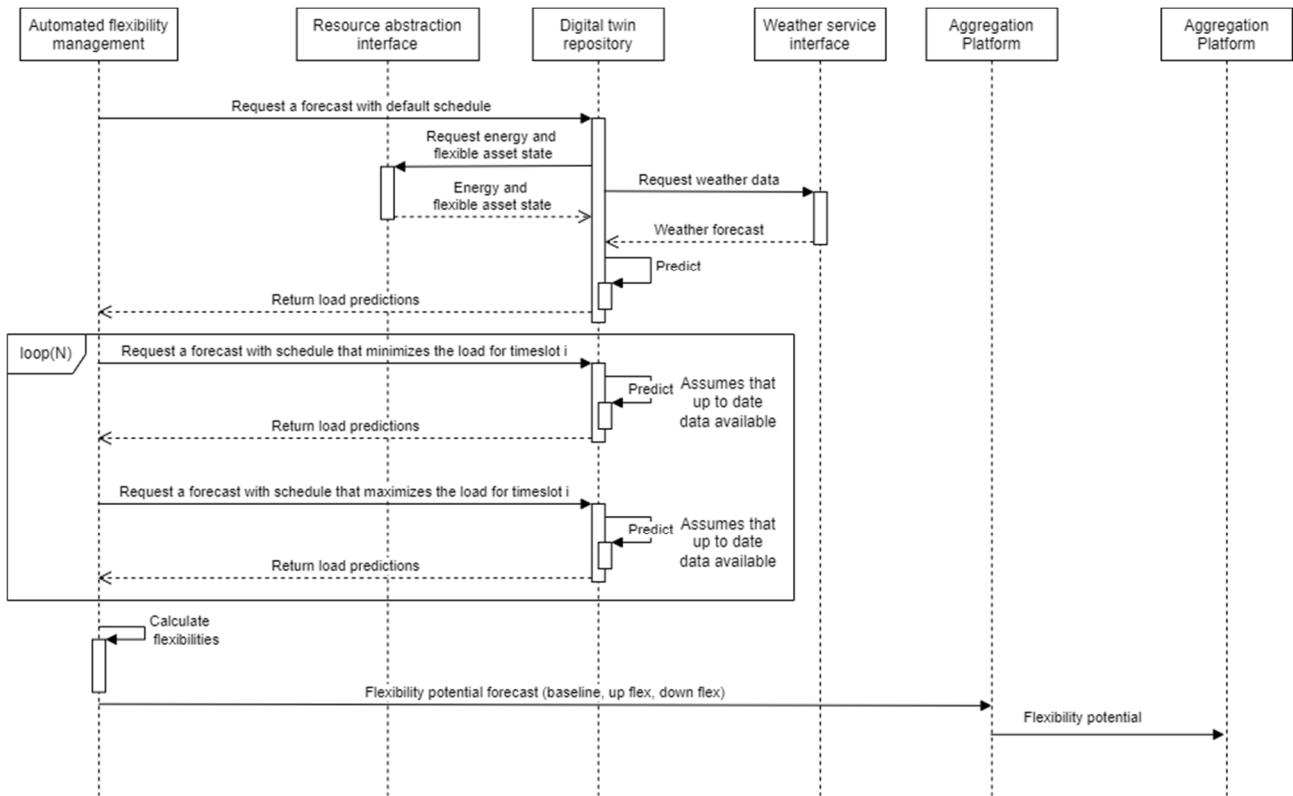 Automated flexibility
management
Resource abstraction
interface
Digital twin
repository
Weather service
interface
Aggregation
Platform
Aggregation
Platform
Request a forecast with default schedule
Request energy and
flexible asset state
Request weather data
Energy and
flexible asset state
Weather forecast
Predict
Return load predictions
loop(N)
Request a forecast with schedule that minimizes the load for timeslot i
Predict
Assumes that
up to date
data available
Return load predictions
Request a forecast with schedule that maximizes the load for timeslot i
Predict
Assumes that
up to date
data available
Return load predictions
Calculate
flexibilities
Flexibility potential forecast (baseline, up flex, down flex)
Flexibility potential